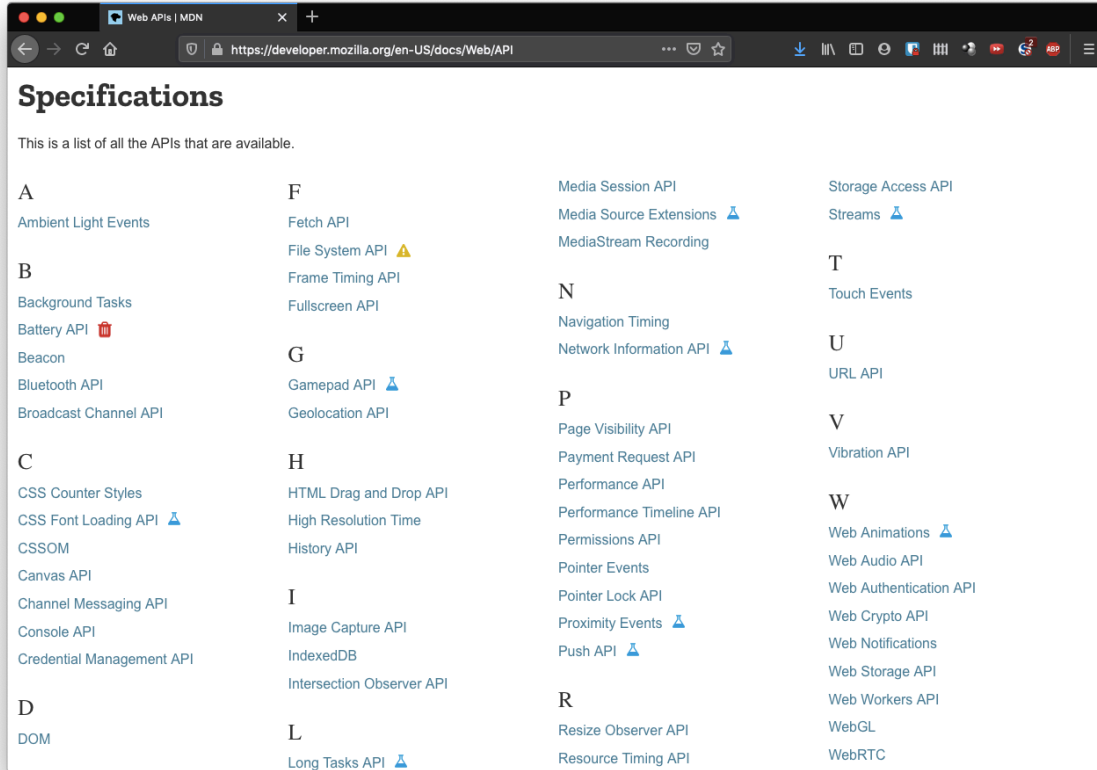 Web APIs | MDN
https://developer.mozilla.org/en-US/docs/Web/API
2
ABP
Specifications
This is a list of all the APIs that are available.
A
Ambient Light Events
B
Background Tasks
Battery API
Beacon
Bluetooth API
Broadcast Channel API
C
CSS Counter Styles
CSS Font Loading API
CSSOM
Canvas API
Channel Messaging API
Console API
Credential Management API
D
DOM
F
Fetch API
File System API
Frame Timing API
Fullscreen API
G
Gamepad API
Geolocation API
H
HTML Drag and Drop API
High Resolution Time
History API
I
Image Capture API
IndexedDB
Intersection Observer API
L
Long Tasks API
Media Session API
Media Source Extensions
MediaStream Recording
N
Navigation Timing
Network Information API
P
Page Visibility API
Payment Request API
Performance API
Performance Timeline API
Permissions API
Pointer Events
Pointer Lock API
Proximity Events
Push API
R
Resize Observer API
Resource Timing API
Storage Access API
Streams
T
Touch Events
U
URL API
V
Vibration API
W
Web Animations
Web Audio API
Web Authentication API
Web Crypto API
Web Notifications
Web Storage API
Web Workers API
WebGL
WebRTC